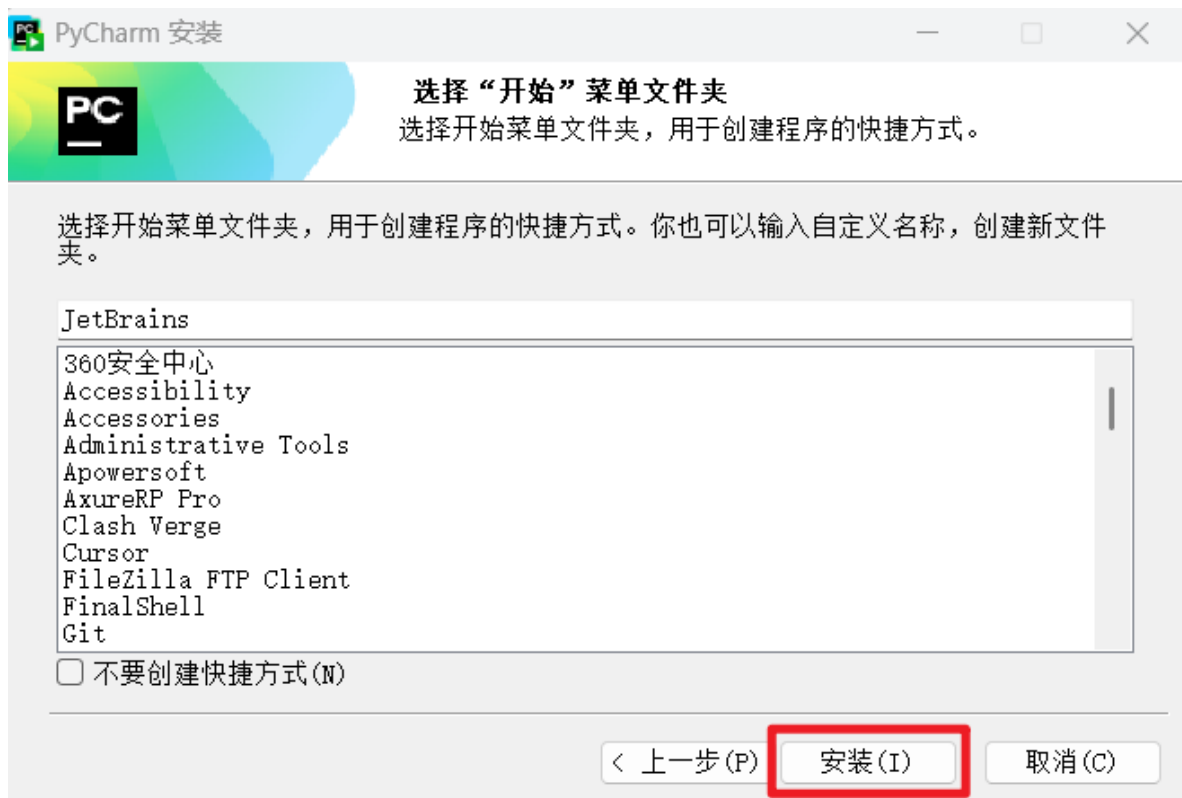 PyCharm 安装
PC
选择“开始”菜单文件夹
选择开始菜单文件夹，用于创建程序的快捷方式。
选择开始菜单文件夹，用于创建程序的快捷方式。你也可以输入自定义名称，创建新文件
夹。
JetBrains
360安全中心
Accessibility
Accessories
Administrative Tools
Apowersoft
AxureRP Pro
Clash Verge
Cursor
FileZilla FTP Client
FinalShell
Git
不要创建快捷方式(N)
< 上一步(P) 安装(I) 取消(C)